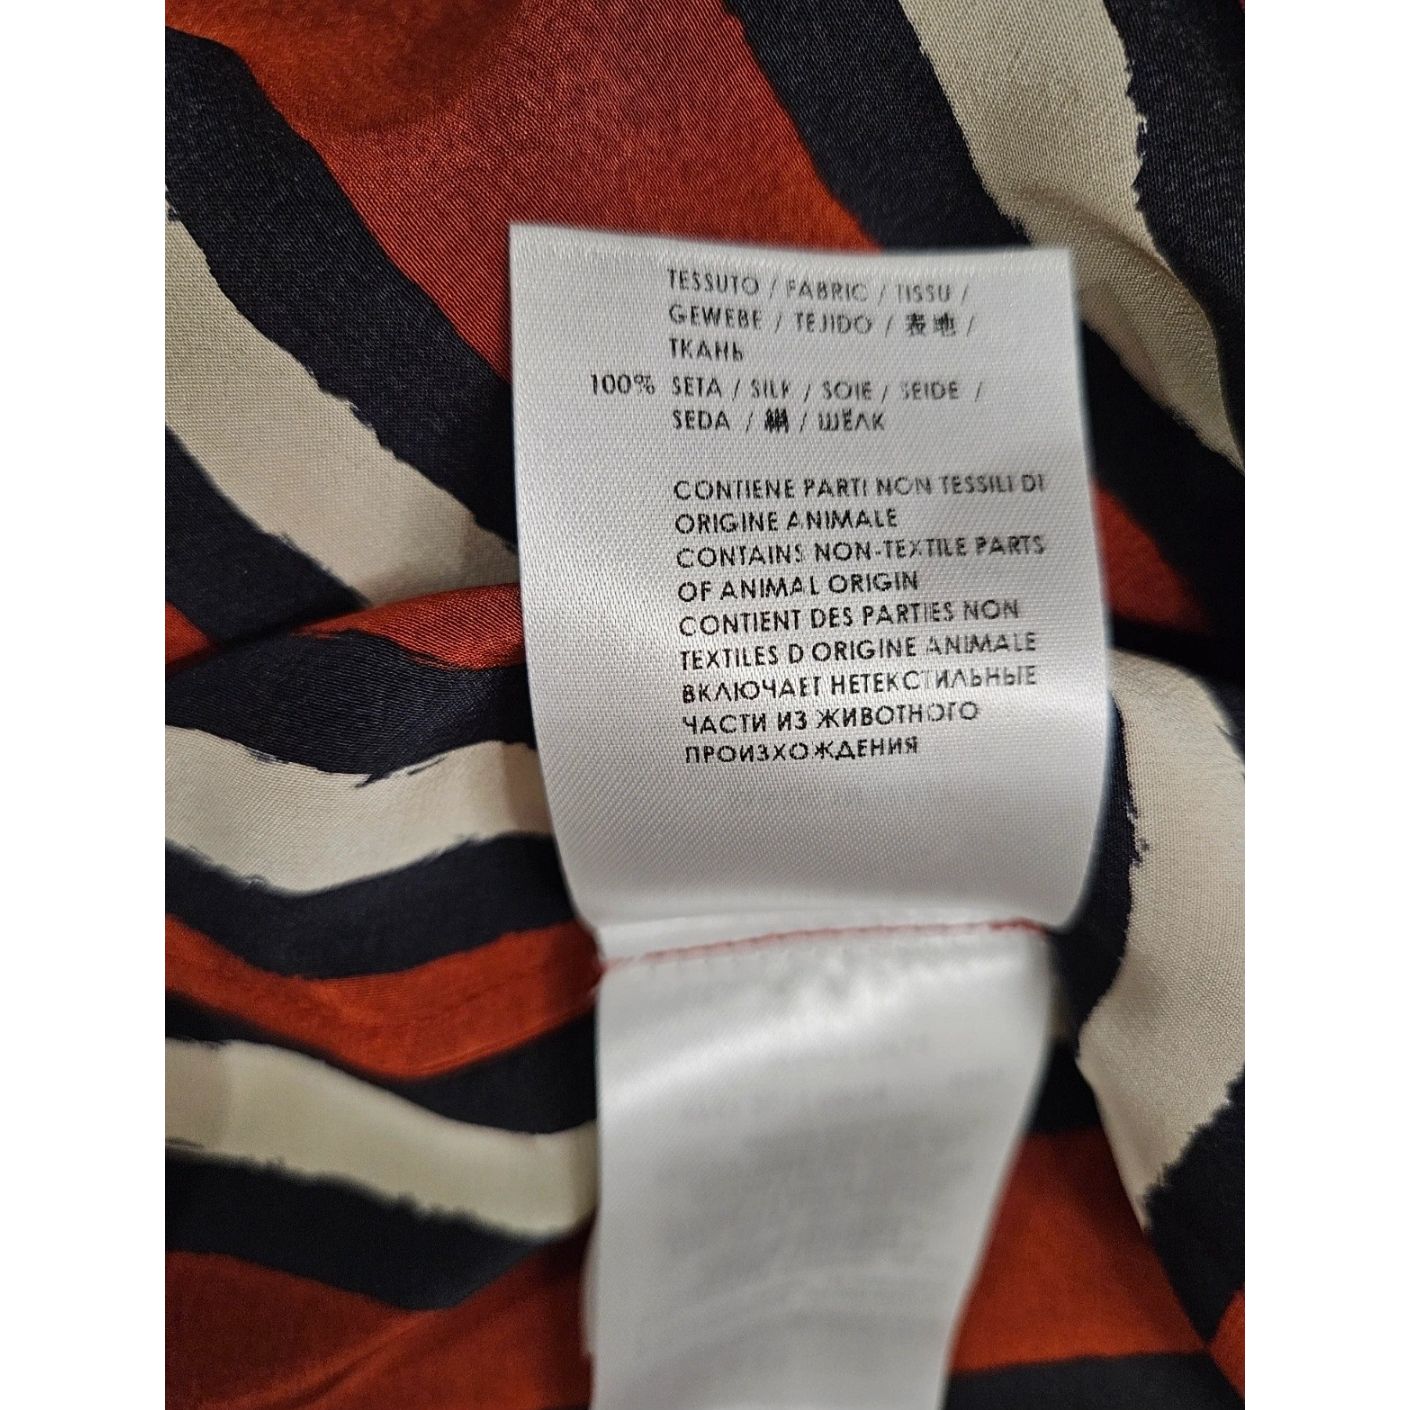 TESSUTO / FABRIC / TISSU /
GEWEBE / TEJIDO / 表地 /
ТКАНЬ
100% SETA / SILK / SOIE / SEIDE /
SEDA / 絹 / ШЁЛК
CONTIENE PARTI NON TESSILI DI
ORIGINE ANIMALE
CONTAINS NON-TEXTILE PARTS
OF ANIMAL ORIGIN
CONTIENT DES PARTIES NON
TEXTILES D ORIGINE ANIMALE
ВКЛЮЧАЕТ НЕТЕКСТИЛЬНЫЕ
ЧАСТИ ИЗ ЖИВОТНОГО
ПРОИЗХОЖДЕНИЯ